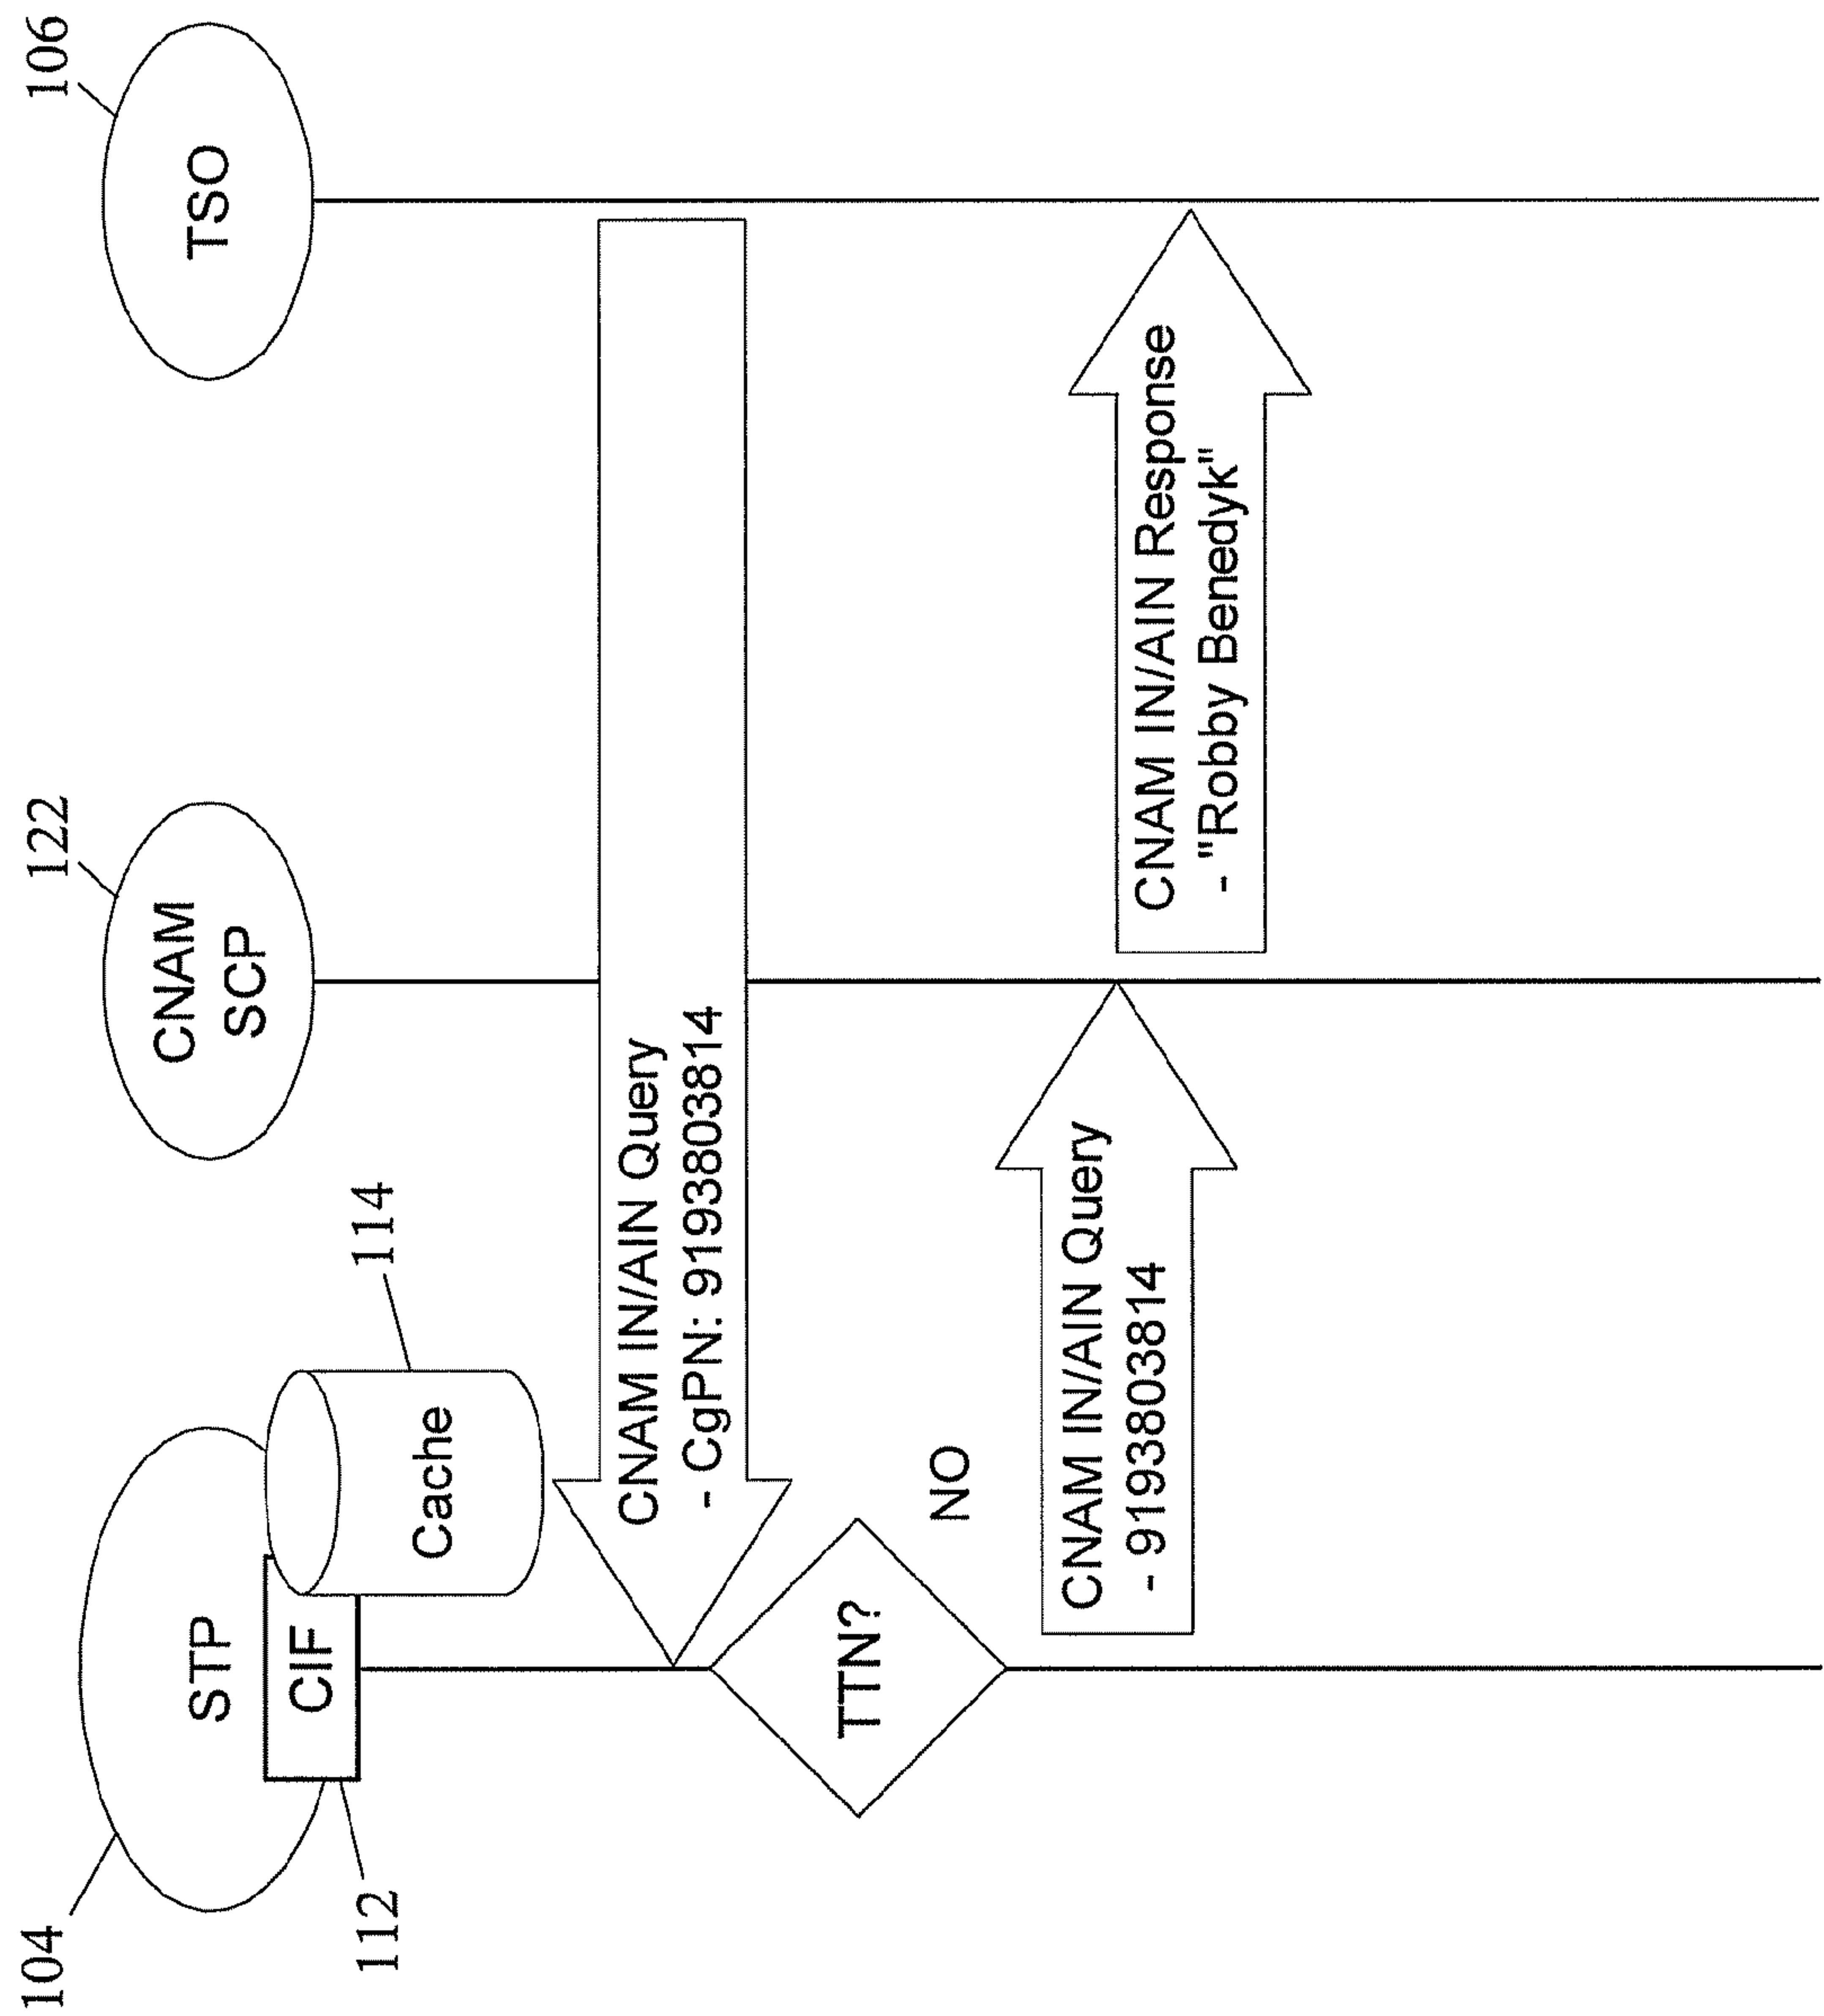 104
STP
CIF
112
Cache
114
CNAM
SCP
122
TSO
106
CNAM IN/AIN Query
- CgPN: 9193803814
TTN?
NO
CNAM IN/AIN Query
- 9193803814
CNAM IN/AIN Response
- "Robby Benedyk"